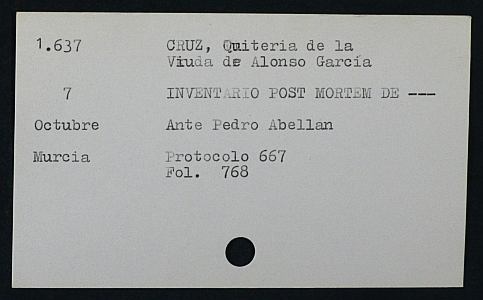 1.637 CRUZ, Quiteria de la
Viuda de Alonso García
7 INVENTARIO POST MORTEM DE ---
Octubre Ante Pedro Abellan
Murcia Protocolo 667
Fol. 768